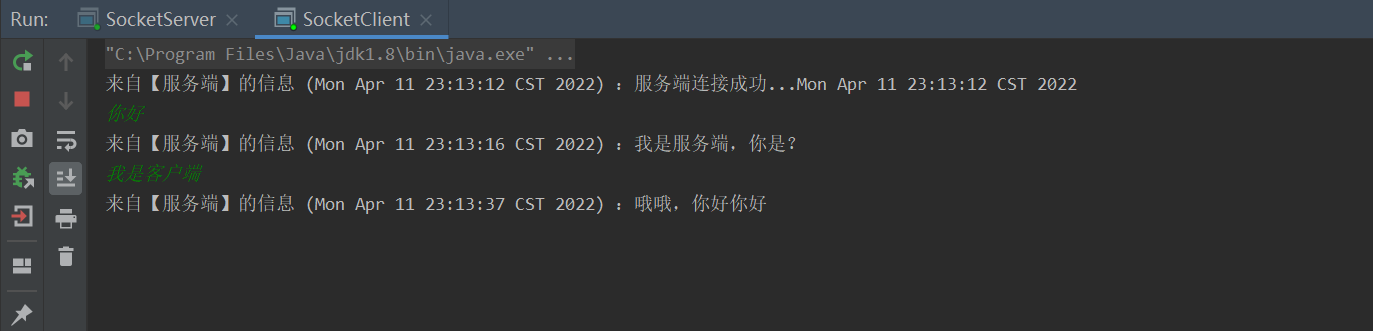 Run: SocketServer SocketClient
"C:\Program Files\Java\jdk1.8\bin\java.exe" ...
来自【服务端】的信息 (Mon Apr 11 23:13:12 CST 2022) ：服务端连接成功...Mon Apr 11 23:13:12 CST 2022
你好
来自【服务端】的信息 (Mon Apr 11 23:13:16 CST 2022) ：我是服务端，你是？
我是客户端
来自【服务端】的信息 (Mon Apr 11 23:13:37 CST 2022) ：哦哦，你好你好